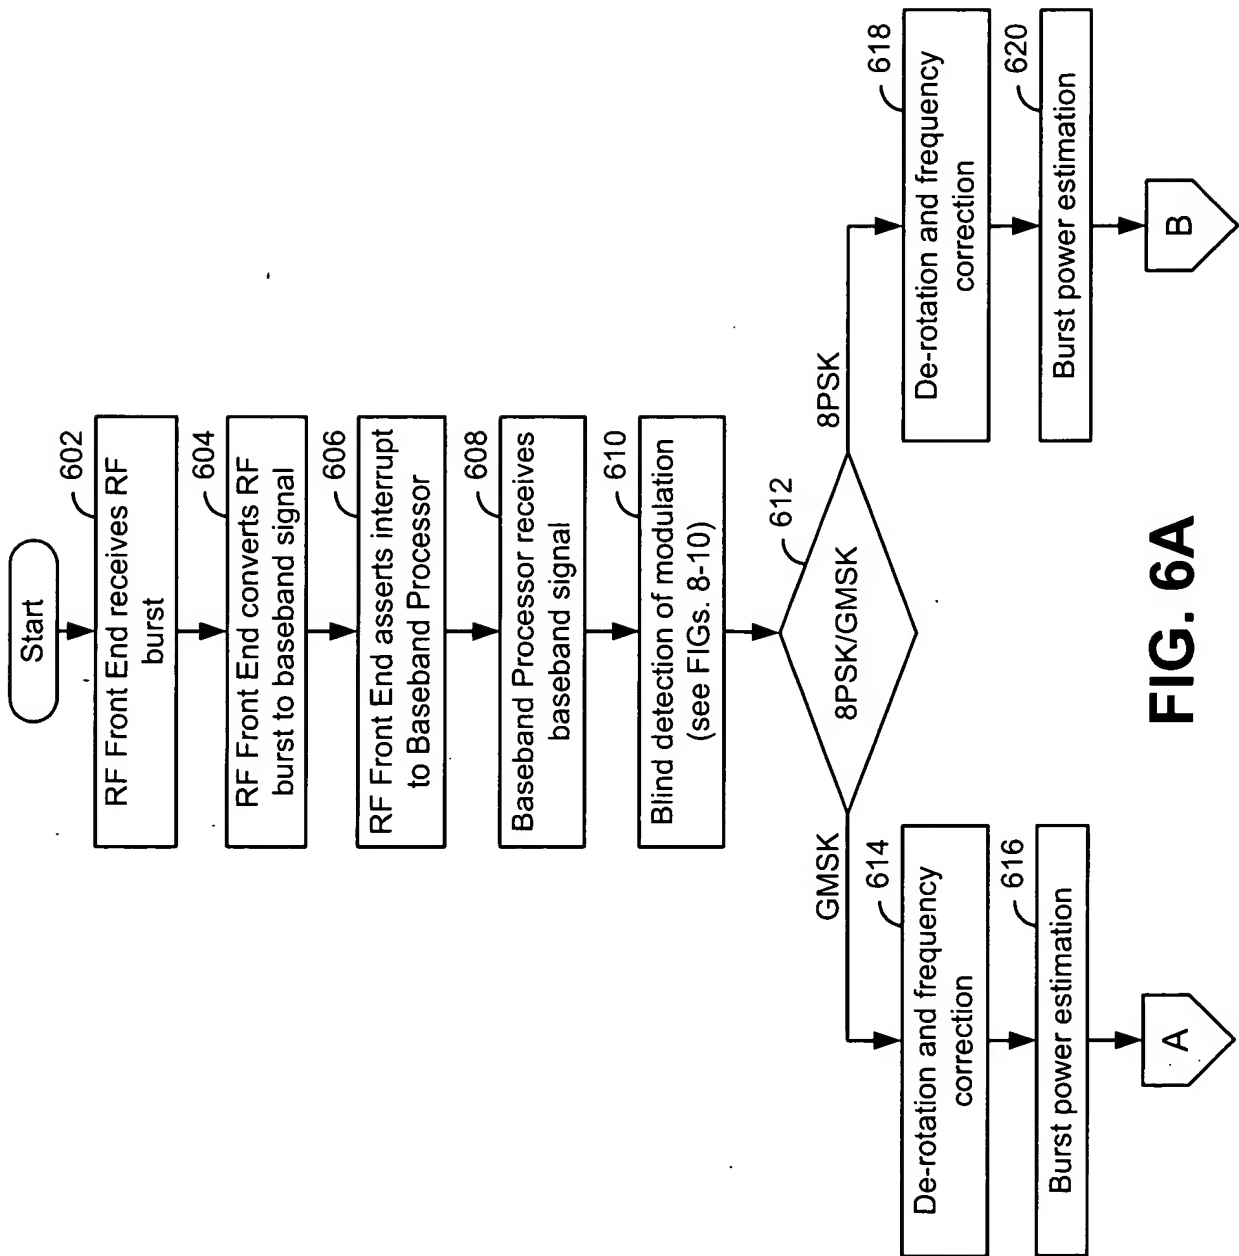 Start
602
RF Front End receives RF
burst
604
RF Front End converts RF
burst to baseband signal
606
RF Front End asserts interrupt
to Baseband Processor
608
Baseband Processor receives
baseband signal
610
Blind detection of modulation
(see FIGs. 8-10)
612
8PSK/GMSK
GMSK
614
De-rotation and frequency
correction
616
Burst power estimation
A
8PSK
618
De-rotation and frequency
correction
620
Burst power estimation
B
FIG. 6A